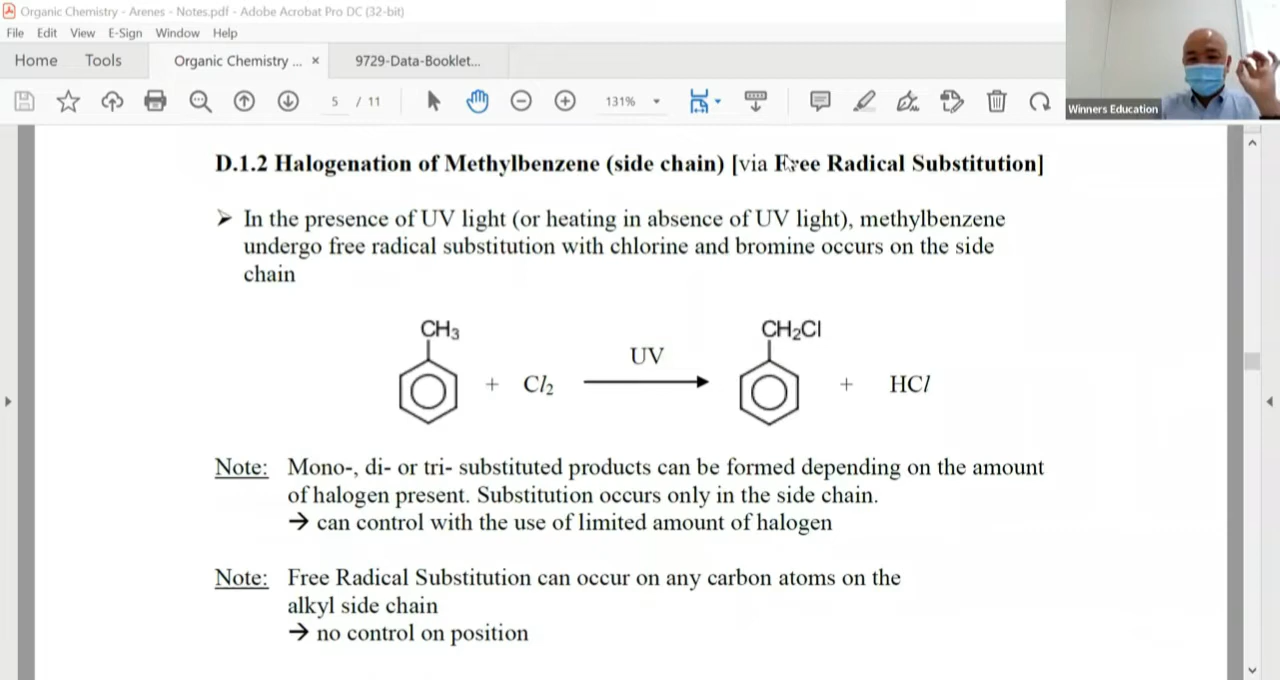 Organic Chemistry - Arenes - Notes.pdf - Adobe Acrobat Pro DC (32-bit)
File Edit View E-Sign Window Help
Home Tools Organic Chemistry ... × 9729-Data-Booklet...
5 / 11 131%
Winners Education
D.1.2 Halogenation of Methylbenzene (side chain) [via Free Radical Substitution]
➢ In the presence of UV light (or heating in absence of UV light), methylbenzene
undergo free radical substitution with chlorine and bromine occurs on the side
chain
CH₃ CH₂Cl
UV
+ Cl₂ + HCl
Note: Mono-, di- or tri- substituted products can be formed depending on the amount
of halogen present. Substitution occurs only in the side chain.
→ can control with the use of limited amount of halogen
Note: Free Radical Substitution can occur on any carbon atoms on the
alkyl side chain
→ no control on position